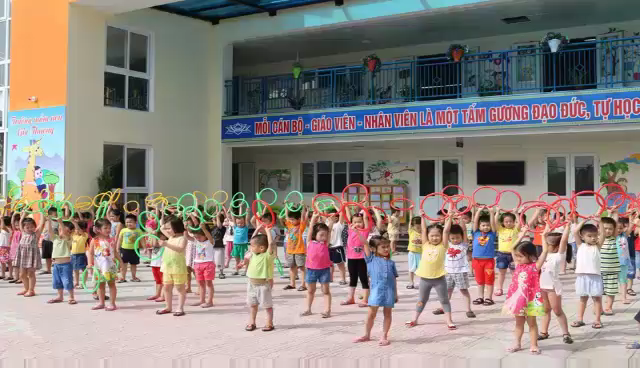 MỖI CÁN BỘ - GIÁO VIÊN - NHÂN VIÊN LÀ MỘT TẤM GƯƠNG ĐẠO ĐỨC, TỰ HỌC